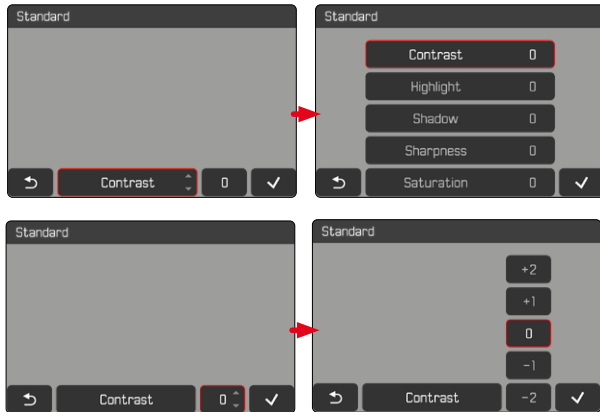 Standard
Contrast 0
Standard
Contrast 0
Highlight 0
Shadow 0
Sharpness 0
Saturation 0
Standard
Contrast 0
Standard
+2
+1
0
-1
Contrast -2